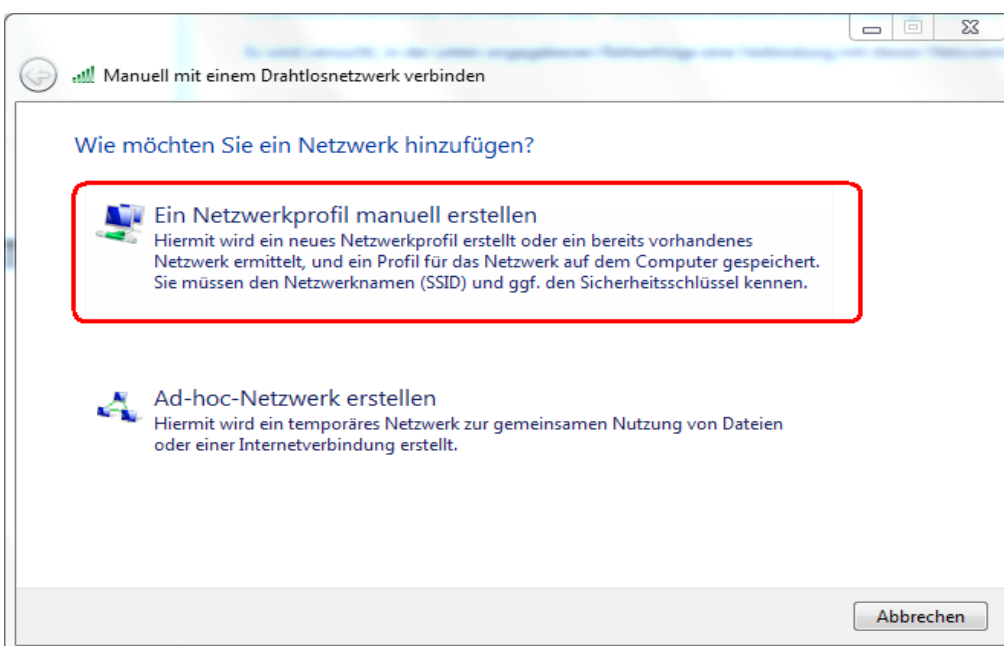 Manuell mit einem Drahtlosnetzwerk verbinden
Wie möchten Sie ein Netzwerk hinzufügen?
Ein Netzwerkprofil manuell erstellen
Hiermit wird ein neues Netzwerkprofil erstellt oder ein bereits vorhandenes
Netzwerk ermittelt, und ein Profil für das Netzwerk auf dem Computer gespeichert.
Sie müssen den Netzwerknamen (SSID) und ggf. den Sicherheitsschlüssel kennen.
Ad-hoc-Netzwerk erstellen
Hiermit wird ein temporäres Netzwerk zur gemeinsamen Nutzung von Dateien
oder einer Internetverbindung erstellt.
Abbrechen